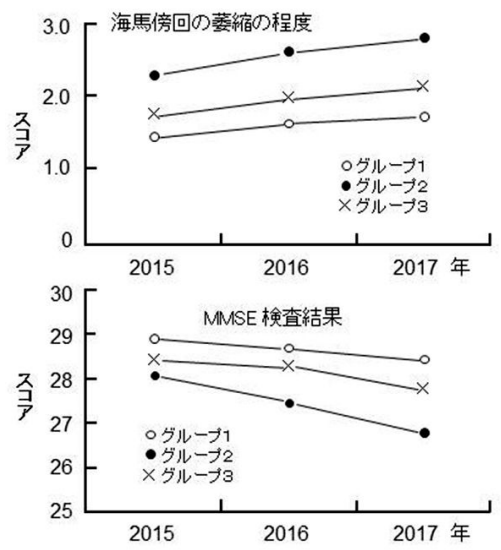 海馬傍回の萎縮の程度
3.0
2.0
1.0
0
スコア
○グループ1
●グループ2
×グループ3
2015 2016 2017 年
MMSE 検査結果
30
29
28
27
26
25
スコア
○グループ1
●グループ2
×グループ3
2015 2016 2017 年